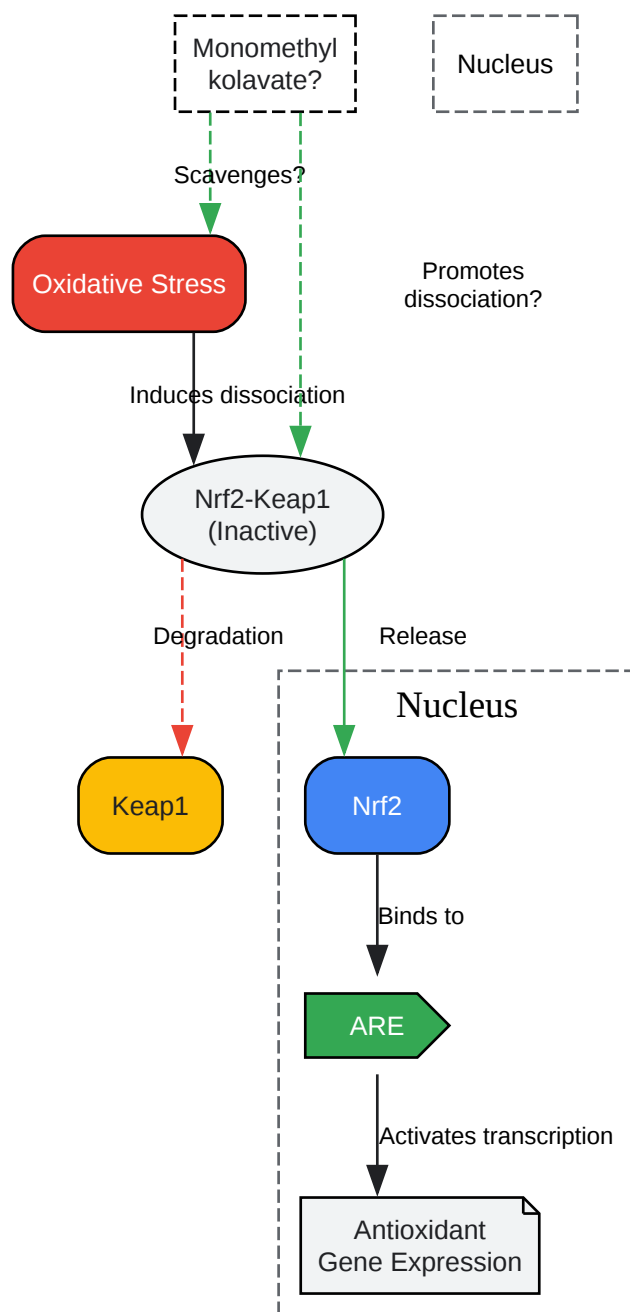 Monomethyl
kolavate?
Nucleus
Scavenges?
Oxidative Stress
Promotes
dissociation?
Induces dissociation
Nrf2-Keap1
(Inactive)
Degradation
Release
Nucleus
Keap1
Nrf2
Binds to
ARE
Activates transcription
Antioxidant
Gene Expression